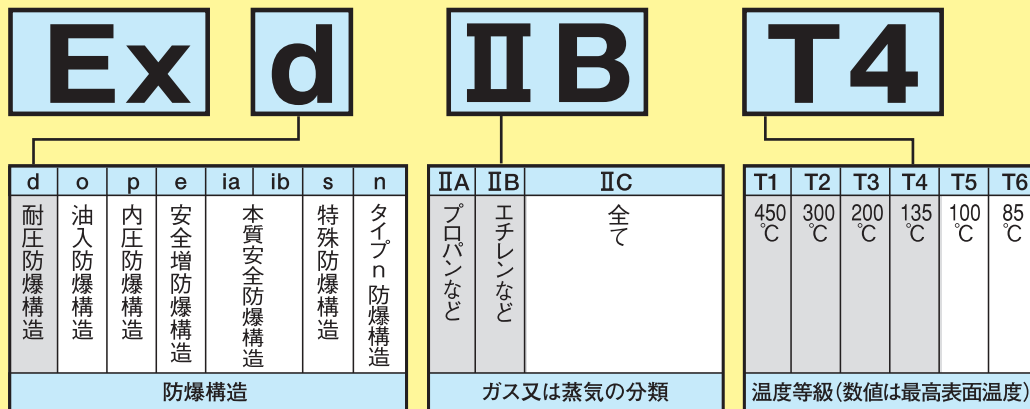 Ex d ⅡB T4
d o p e ia ib s n
耐圧防爆構造
油入防爆構造
内圧防爆構造
安全増防爆構造
本質安全防爆構造
特殊防爆構造
タイプn防爆構造
防爆構造
ⅡA ⅡB ⅡC
プロパンなど
エチレンなど
全て
ガス又は蒸気の分類
T1 T2 T3 T4 T5 T6
450℃ 300℃ 200℃ 135℃ 100℃ 85℃
温度等級(数値は最高表面温度)